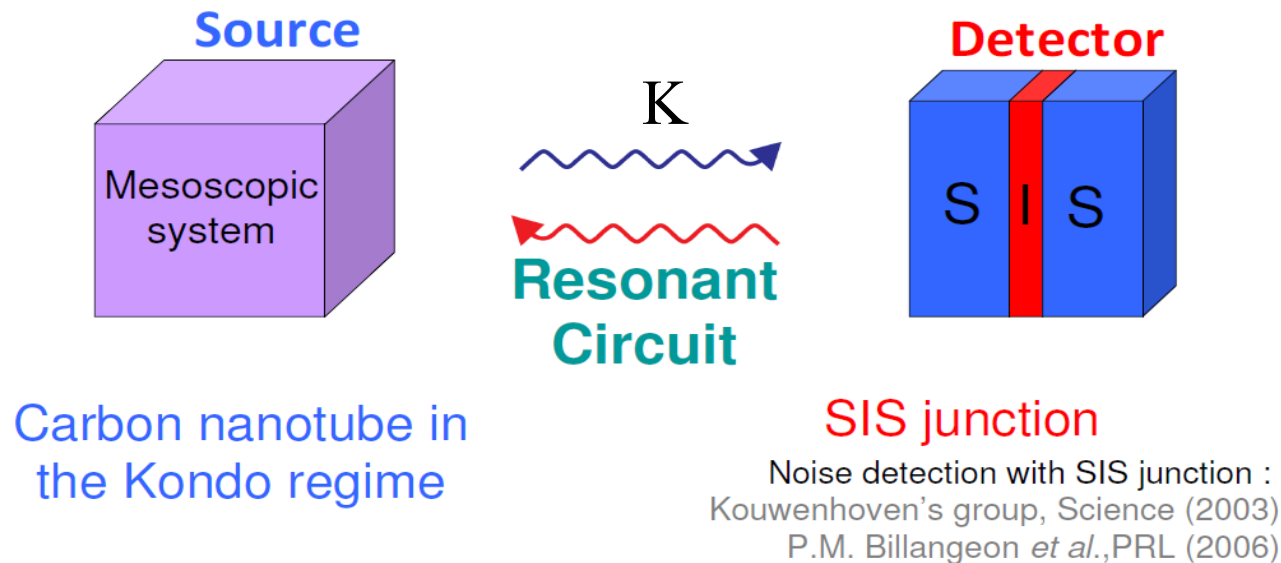 Source
Detector
K
Mesoscopic
system
S I S
Resonant
Circuit
Carbon nanotube in
the Kondo regime
SIS junction
Noise detection with SIS junction :
Kouwenhoven's group, Science (2003)
P.M. Billangeon et al.,PRL (2006)